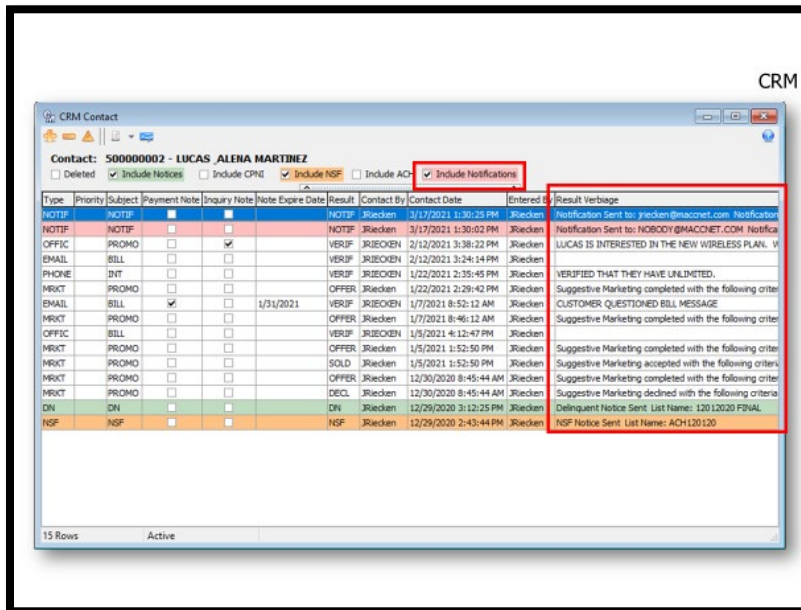 CRM
CRM Contact
Contact: 500000002 - LUCAS ,ALENA MARTINEZ
Deleted Include Notices Include CPNI Include NSF Include ACH Include Notifications
Type Priority Subject Payment Note Inquiry Note Note Expire Date Result Contact By Contact Date Entered By Result Verbiage
NOTIF NOTIF NOTIF JRiecken 3/17/2021 1:30:25 PM JRiecken Notification Sent to: jriecken@maccnet.com Notification
NOTIF NOTIF NOTIF JRiecken 3/17/2021 1:30:02 PM JRiecken Notification Sent to: NOBODY@MACCNET.COM Notifica
OFFIC PROMO VERIF JRIECKEN 2/12/2021 3:38:22 PM JRiecken LUCAS IS INTERESTED IN THE NEW WIRELESS PLAN. W
EMAIL BILL VERIF JRIECKEN 2/12/2021 3:24:14 PM JRiecken
PHONE INT VERIF JRIECKEN 1/22/2021 2:35:45 PM JRiecken VERIFIED THAT THEY HAVE UNLIMITED.
MRKT PROMO OFFER JRiecken 1/22/2021 2:29:42 PM JRiecken Suggestive Marketing completed with the following criter
EMAIL BILL 1/31/2021 VERIF JRIECKEN 1/7/2021 8:52:12 AM JRiecken CUSTOMER QUESTIONED BILL MESSAGE
MRKT PROMO OFFER JRiecken 1/7/2021 8:46:12 AM JRiecken Suggestive Marketing completed with the following criter
OFFIC BILL VERIF JRIECKEN 1/5/2021 4:12:47 PM JRiecken
MRKT PROMO OFFER JRiecken 1/5/2021 1:52:50 PM JRiecken Suggestive Marketing completed with the following criter
MRKT PROMO SOLD JRiecken 1/5/2021 1:52:50 PM JRiecken Suggestive Marketing accepted with the following criteri
MRKT PROMO OFFER JRiecken 12/30/2020 8:45:44 AM JRiecken Suggestive Marketing completed with the following criter
MRKT PROMO DECL JRiecken 12/30/2020 8:45:44 AM JRiecken Suggestive Marketing declined with the following criteria
DN DN DN JRiecken 12/29/2020 3:12:25 PM JRiecken Delinquent Notice Sent List Name: 12012020 FINAL
NSF NSF NSF JRiecken 12/29/2020 2:43:44 PM JRiecken NSF Notice Sent List Name: ACH120120
15 Rows Active